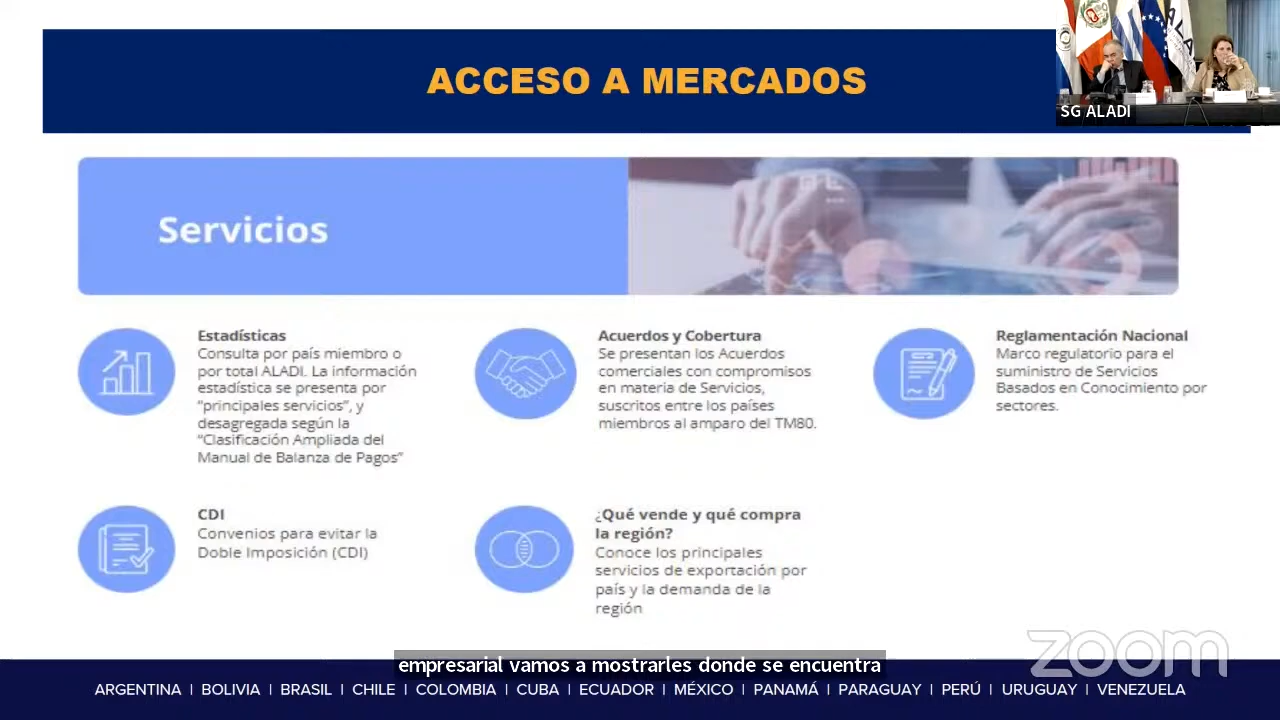 ACCESO A MERCADOS
SG ALADI
Servicios
Estadísticas
Consulta por país miembro o
por total ALADI. La información
estadística se presenta por
“principales servicios”, y
desagregada según la
“Clasificación Ampliada del
Manual de Balanza de Pagos”
Acuerdos y Cobertura
Se presentan los Acuerdos
comerciales con compromisos
en materia de Servicios,
suscritos entre los países
miembros al amparo del TM80.
Reglamentación Nacional
Marco regulatorio para el
suministro de Servicios
Basados en Conocimiento por
sectores.
CDI
Convenios para evitar la
Doble Imposición (CDI)
¿Qué vende y qué compra
la región?
Conoce los principales
servicios de exportación por
país y la demanda de la
región
zoom
empresarial vamos a mostrarles donde se encuentra
ARGENTINA | BOLIVIA | BRASIL | CHILE | COLOMBIA | CUBA | ECUADOR | MÉXICO | PANAMÁ | PARAGUAY | PERÚ | URUGUAY | VENEZUELA